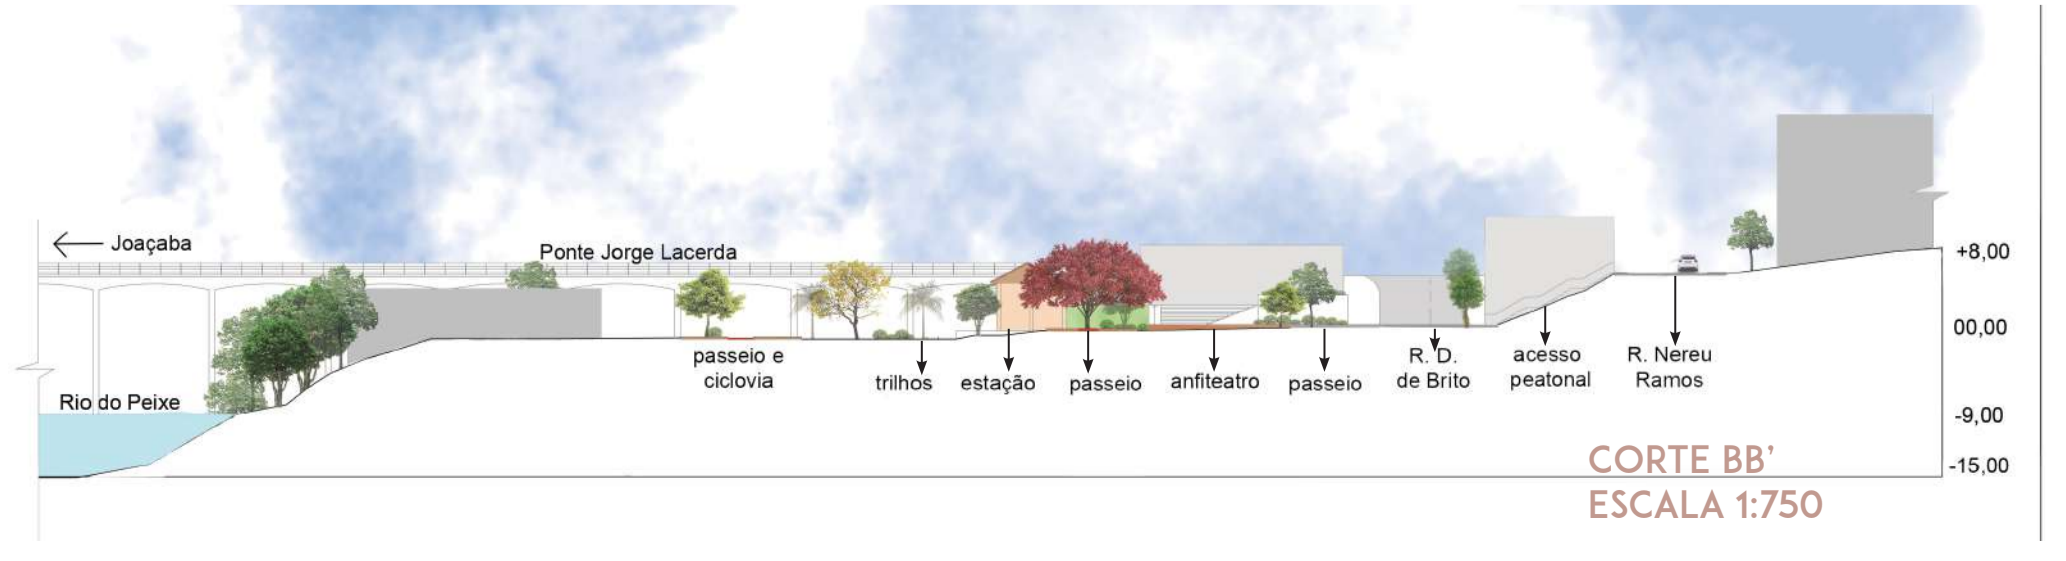 Joaçaba
Ponte Jorge Lacerda
+8,00
00,00
Rio do Peixe
passeio e
ciclovia
trilhos
estação
passeio
anfiteatro
passeio
R. D.
de Brito
acesso
peatonal
R. Nereu
Ramos
-9,00
-15,00
CORTE BB'
ESCALA 1:750